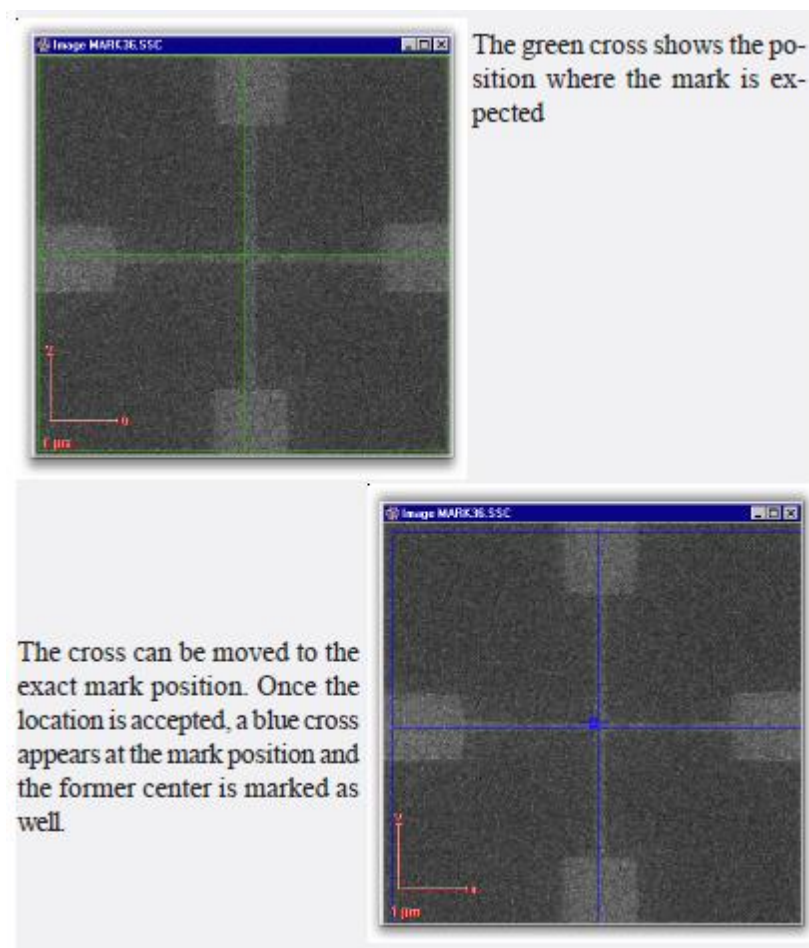 Image MARK36.SSC
The green cross shows the po-
sition where the mark is ex-
pected
1 µm
Image MARK36.SSC
The cross can be moved to the
exact mark position. Once the
location is accepted, a blue cross
appears at the mark position and
the former center is marked as
well.
1 µm